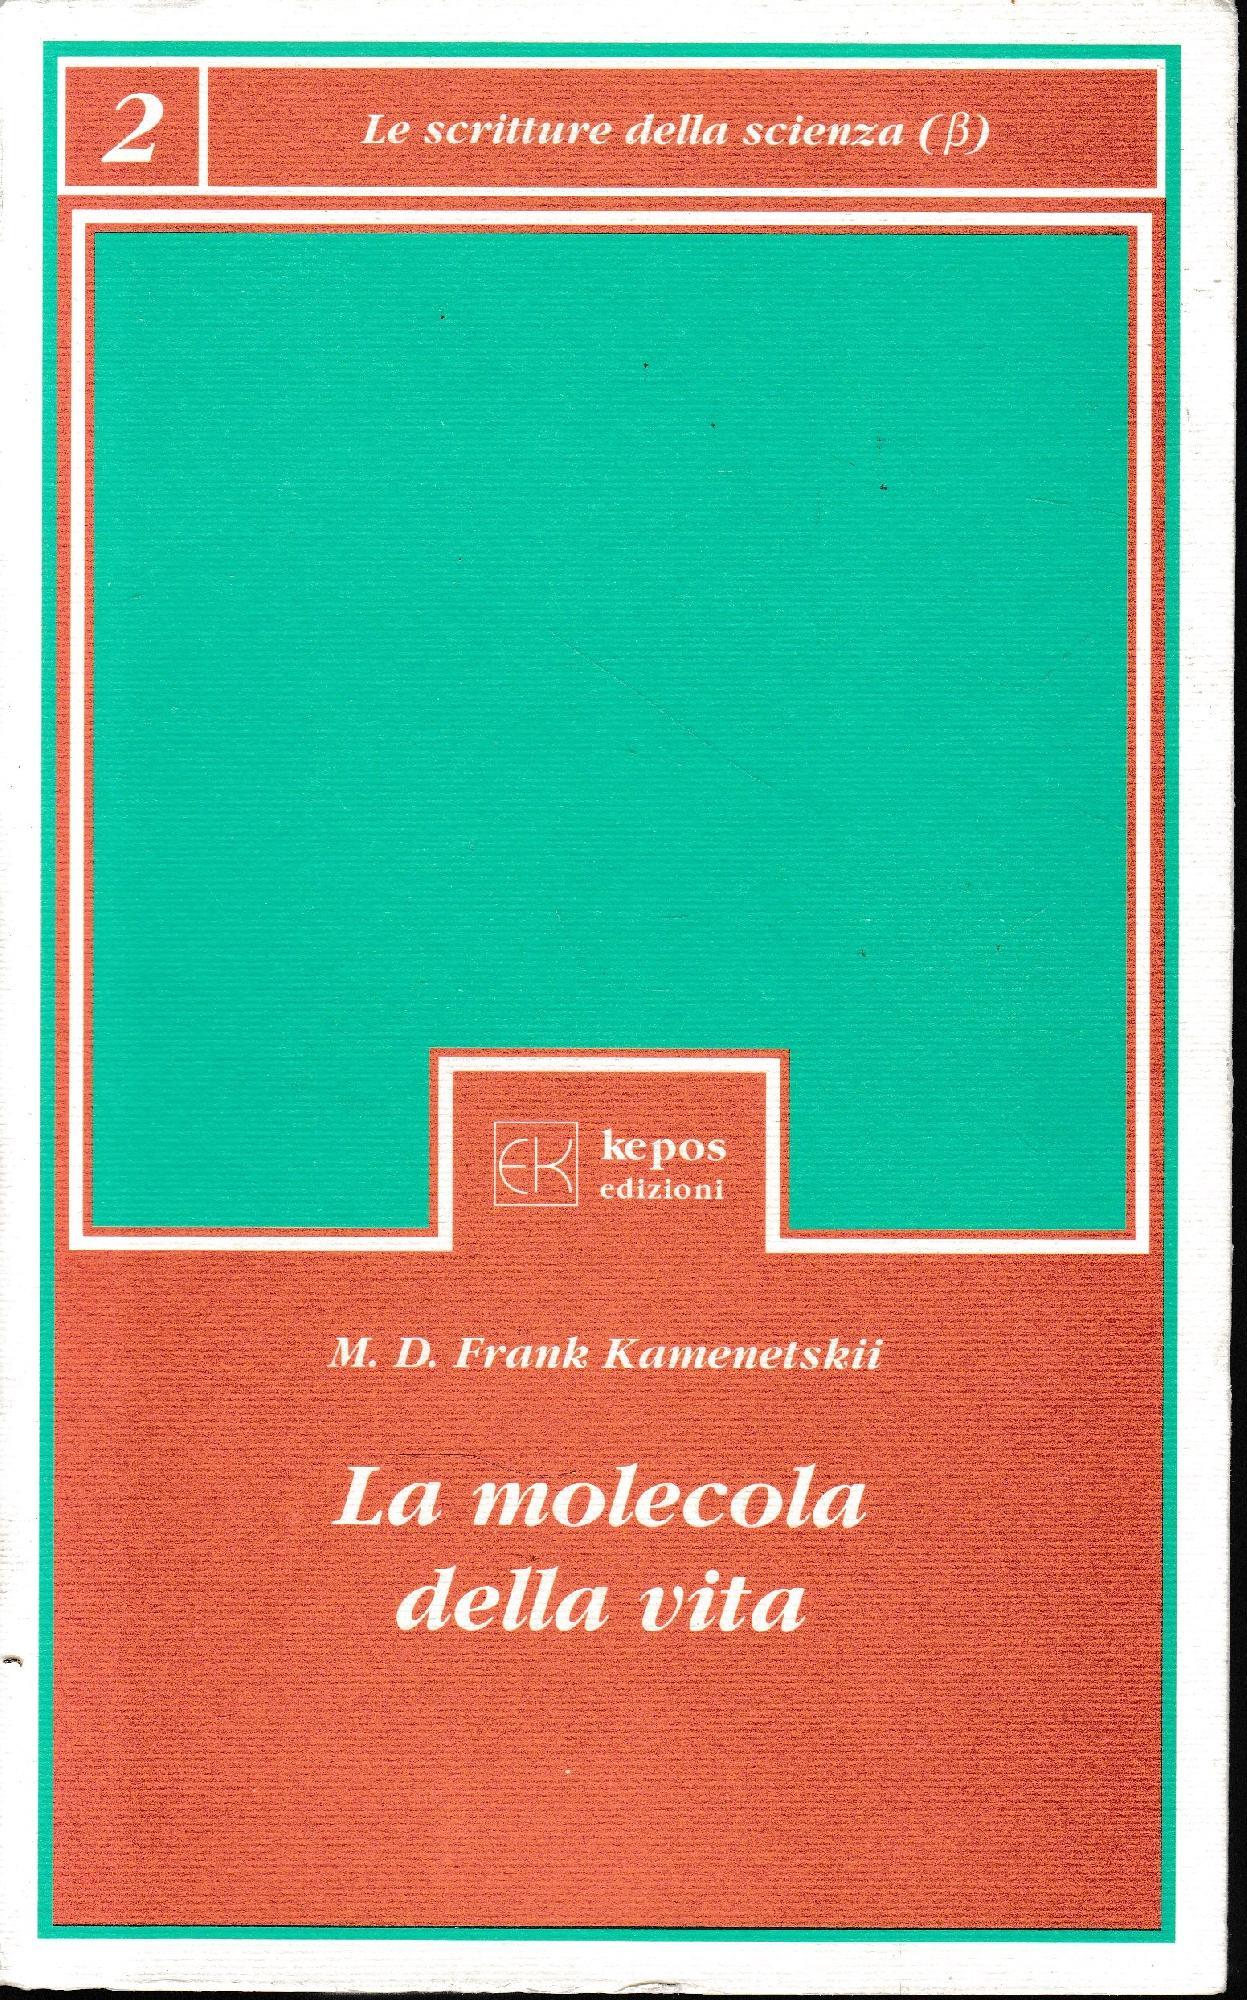 2
Le scritture della scienza (β)
EK
kepos
edizioni
M. D. Frank Kamenetskii
La molecola
della vita